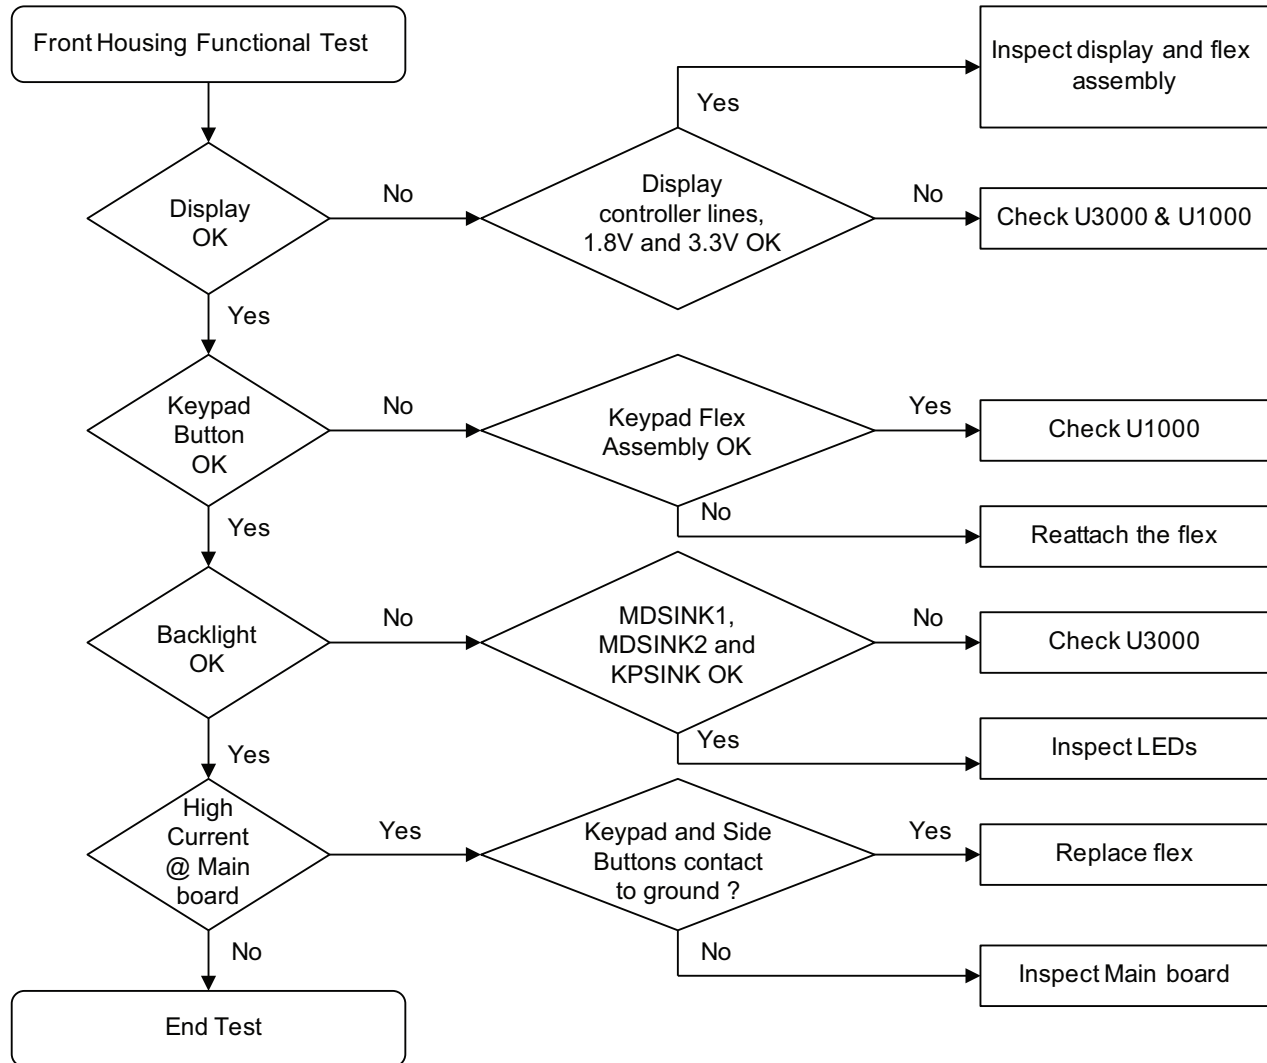 Front Housing Functional Test
Inspect display and flex
assembly
Yes
Display
OK
No
Display
controller lines,
1.8V and 3.3V OK
No
Check U3000 & U1000
Yes
Keypad
Button
OK
No
Keypad Flex
Assembly OK
Yes
Check U1000
No
Reattach the flex
Yes
Backlight
OK
No
MDSINK1,
MDSINK2 and
KPSINK OK
No
Check U3000
Yes
Inspect LEDs
Yes
High
Current
@ Main
board
Yes
Keypad and Side
Buttons contact
to ground ?
Yes
Replace flex
No
Inspect Main board
No
End Test